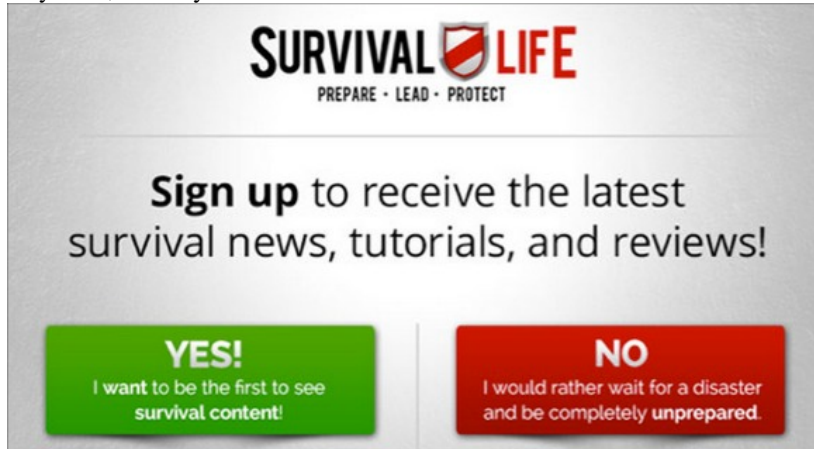 SURVIVAL LIFE
PREPARE • LEAD • PROTECT
Sign up to receive the latest
survival news, tutorials, and reviews!
YES!
I want to be the first to see
survival content!
NO
I would rather wait for a disaster
and be completely unprepared.